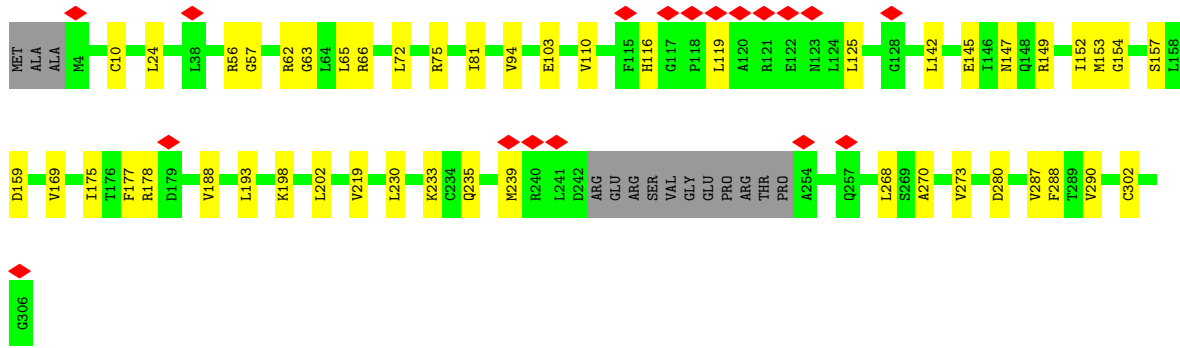 MET ALA ALA M4 C10 L24 L38 R56 G57 R62 G63 L64 L65 R66 L72 R75 I81 V94 E103 V110 F115 H116 G117 P118 L119 A120 R121 E122 N123 L124 L125 G128 L142 E145 I146 N147 Q148 R149 I152 M153 G154 S157 L158
D159 V169 I175 T176 F177 R178 D179 V188 L193 K198 L202 V219 L230 K233 C234 Q235 M239 R240 L241 D242 ARG GLU ARG SER VAL GLY GLU PRO ARG THR PRO A254 Q257 L268 S269 A270 V273 D280 V287 F288 T289 V290 C302
G306